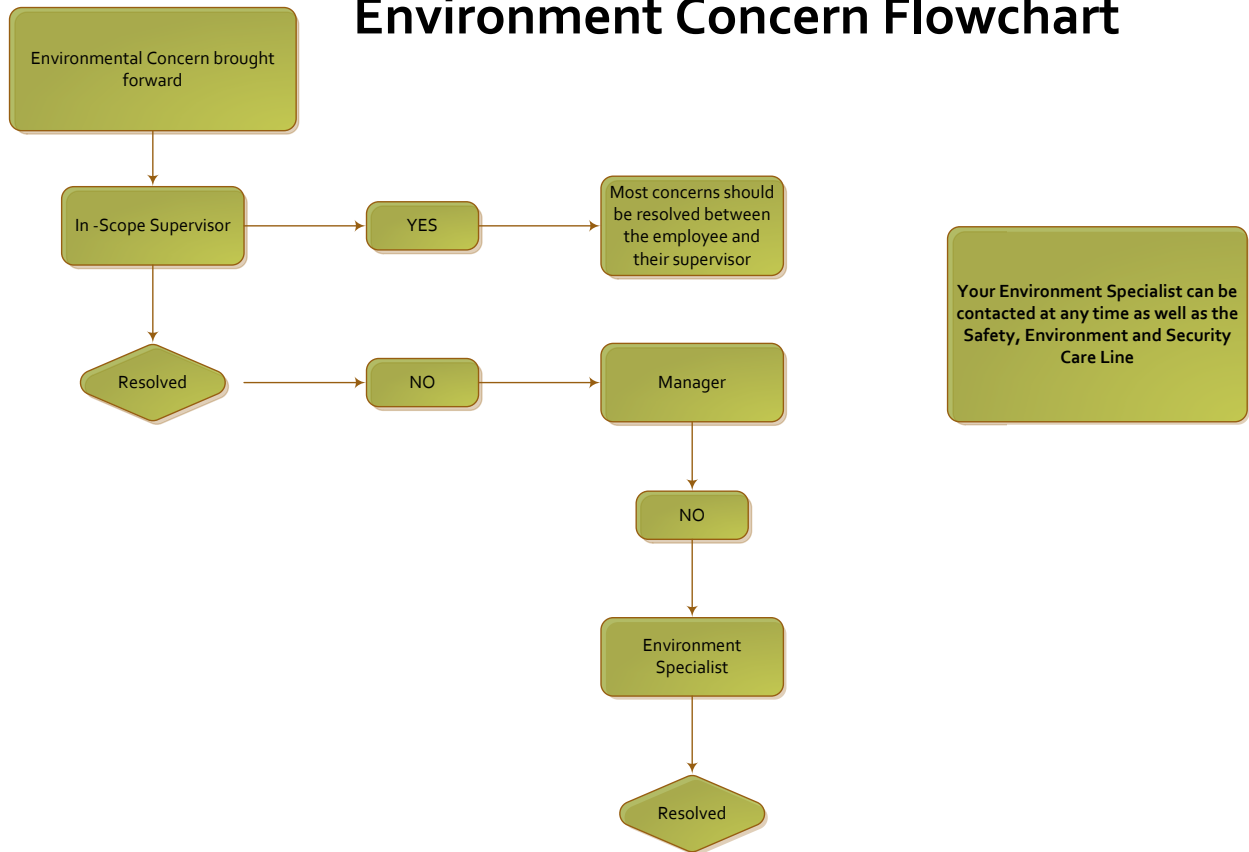 Environment Concern Flowchart
Environmental Concern brought
forward
In -Scope Supervisor
YES
Most concerns should
be resolved between
the employee and
their supervisor
Your Environment Specialist can be
contacted at any time as well as the
Safety, Environment and Security
Care Line
Resolved
NO
Manager
NO
Environment
Specialist
Resolved